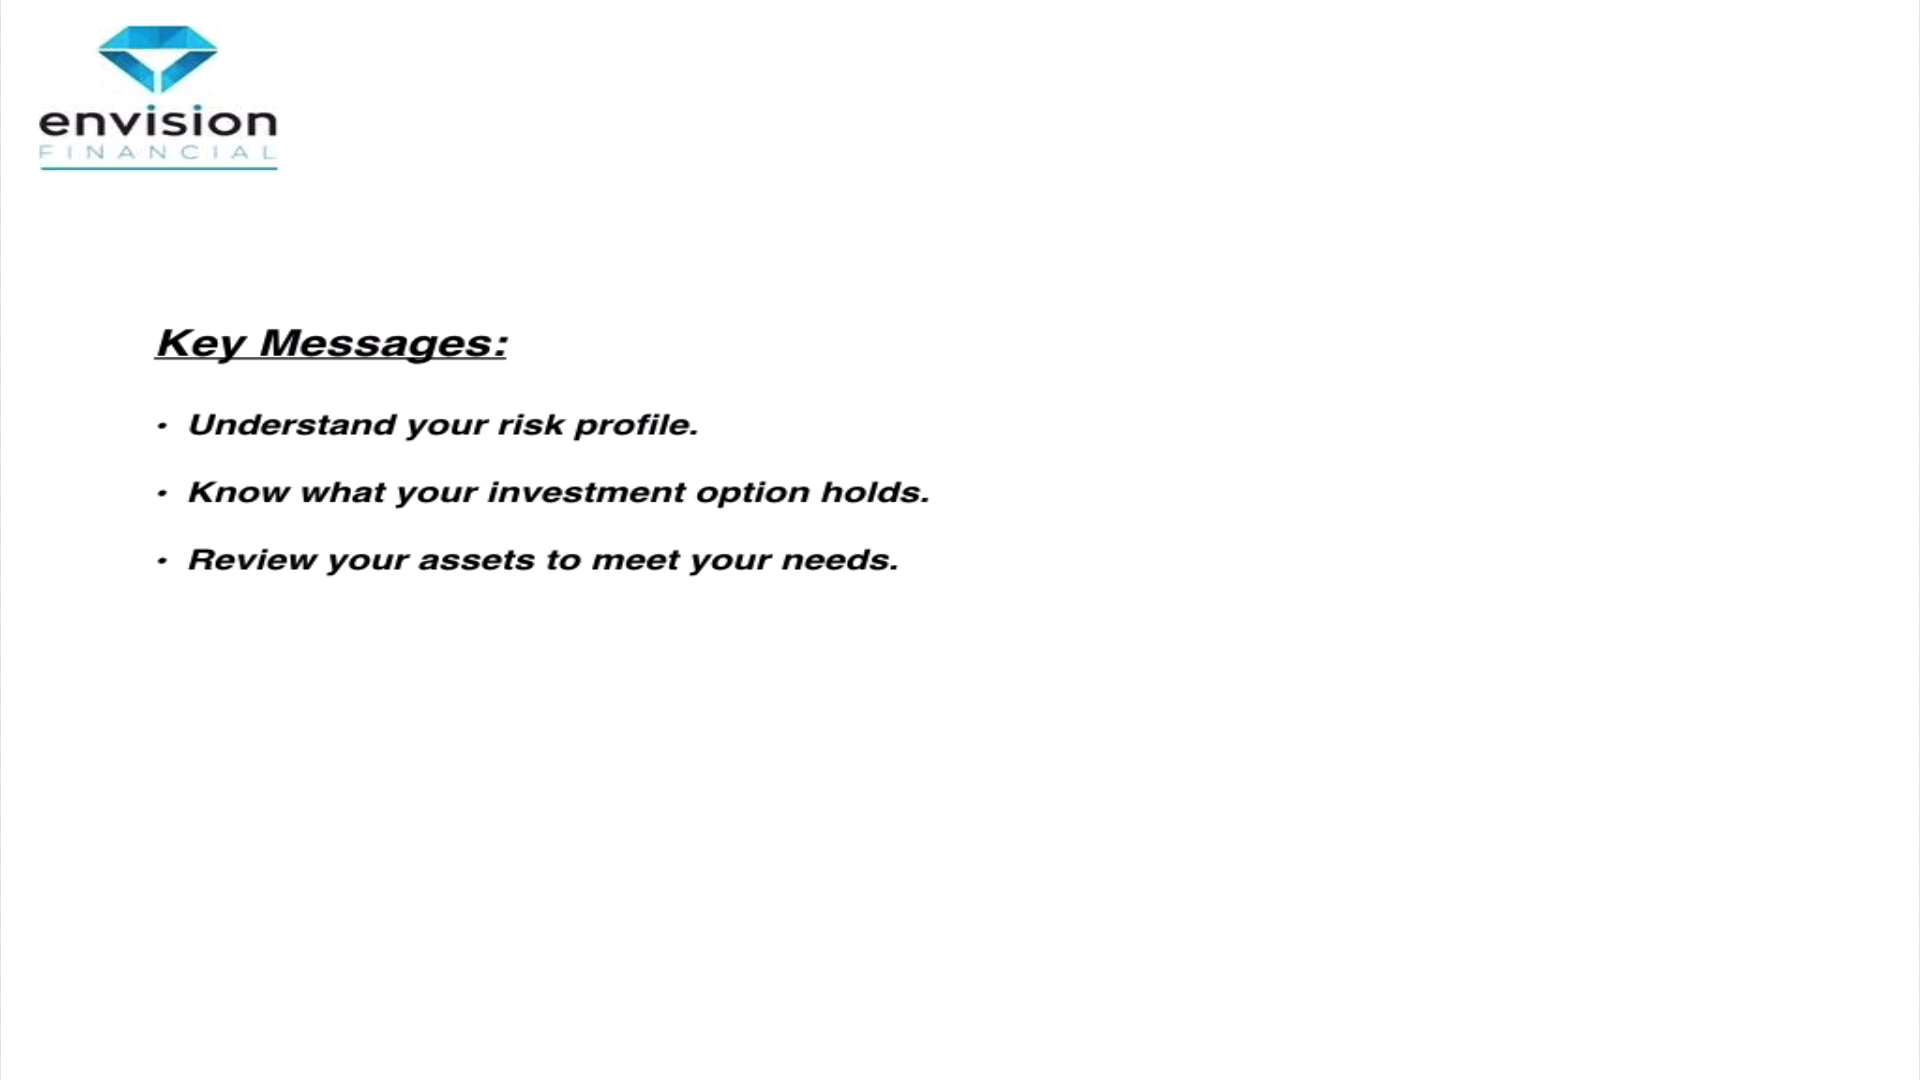 envision
FINANCIAL
Key Messages:
• Understand your risk profile.
• Know what your investment option holds.
• Review your assets to meet your needs.